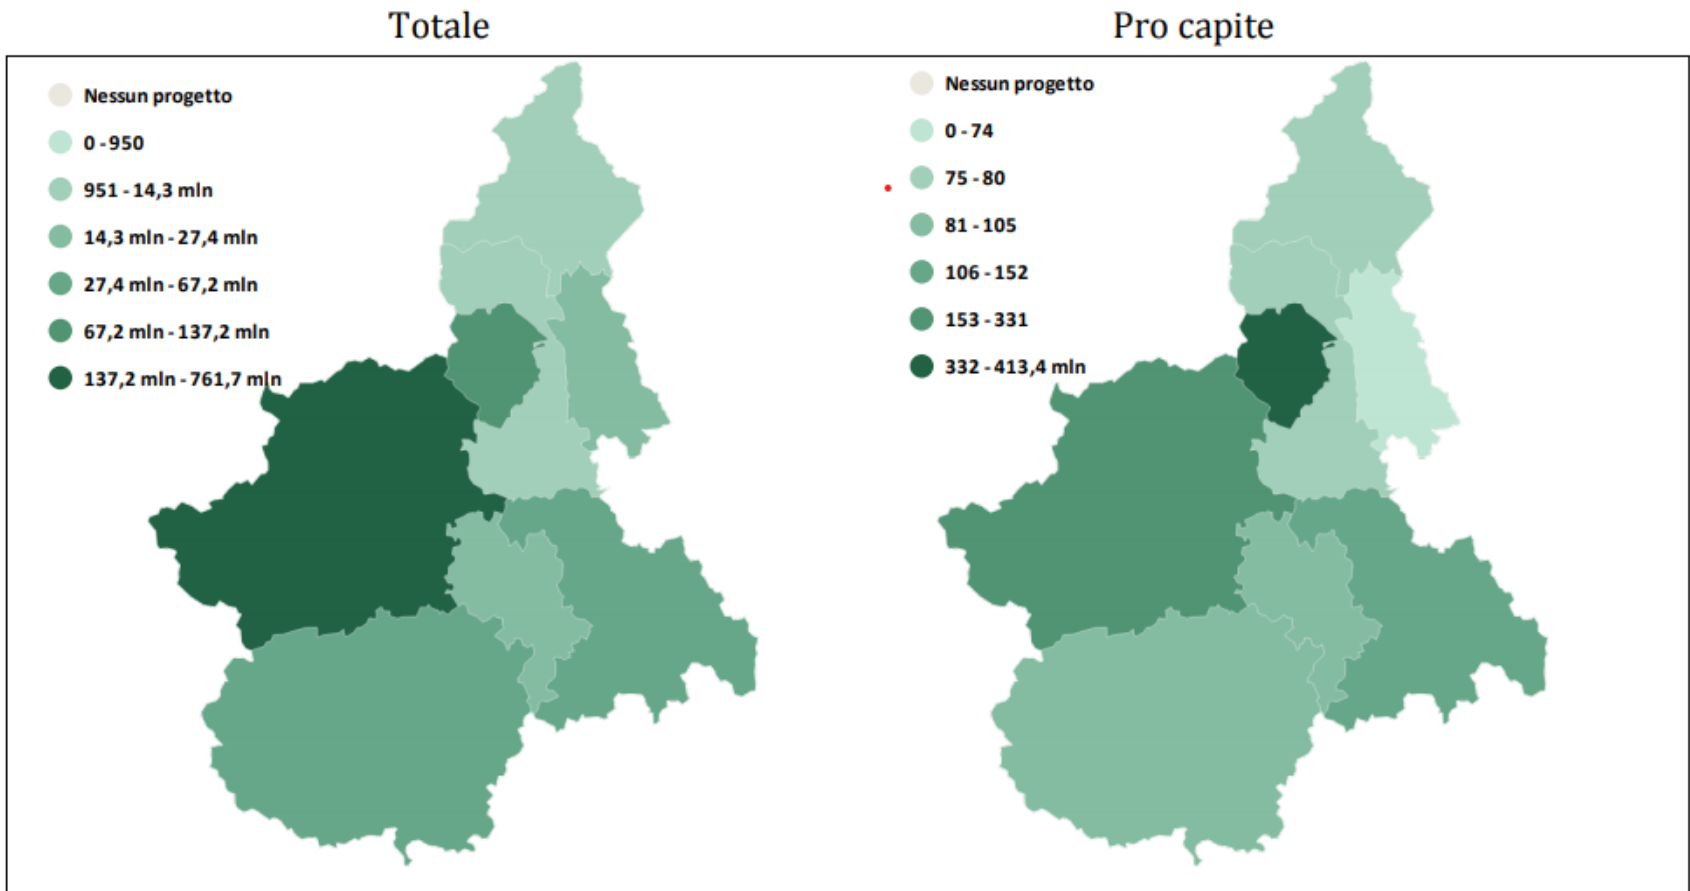 Totale
Nessun progetto
0 - 950
951 - 14,3 mln
14,3 mln - 27,4 mln
27,4 mln - 67,2 mln
67,2 mln - 137,2 mln
137,2 mln - 761,7 mln
Pro capite
Nessun progetto
0 - 74
75 - 80
81 - 105
106 - 152
153 - 331
332 - 413,4 mln